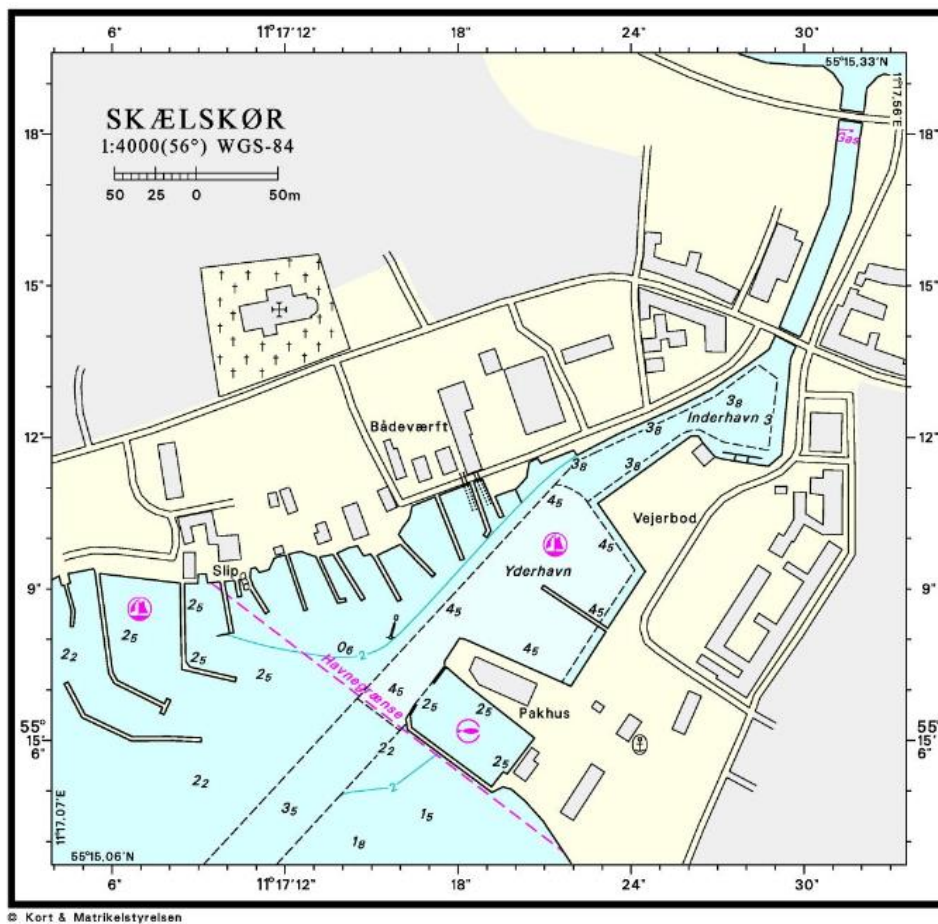 6" 11°17'12" 18" 24" 30"
55°15,33'N
11°17,56'E
SKÆLSKØR
1:4000(56°) WGS-84
50 25 0 50m
18" 18"
Gas
15" 15"
3₈
Inderhavn 3
12" 12"
Bådeværft
3₈
3₈ 3₈
4₅
Vejerbod
4₅
Yderhavn
Slip
9" 9"
2₅ 4₅ 4₅
2₅
0₆ 2
2₂ 2₅ 4₅
2₅
Havnegrænse
4₅
2₅ 2₅ Pakhus
55° 15' 6" 55° 15' 6"
2₂
2₅
2₂ 2
3₅ 1₅
1₈
11°17,07'E
55°15,06'N
6" 11°17'12" 18" 24" 30"
© Kort & Matrikelstyrelsen